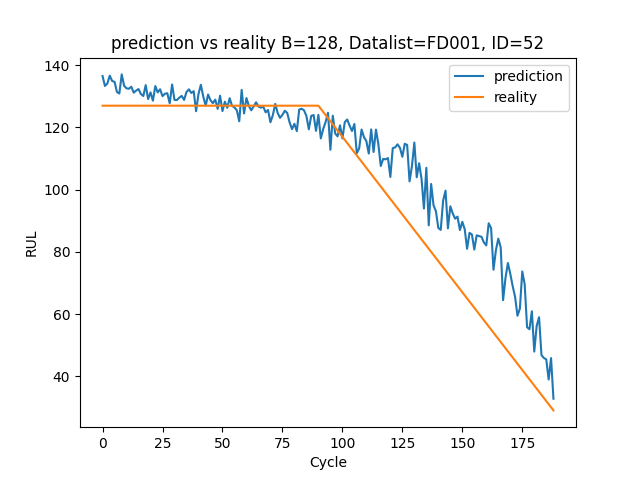 prediction vs reality B=128, Datalist=FD001, ID=52
prediction
reality
RUL
140
120
100
80
60
40
0 25 50 75 100 125 150 175
Cycle